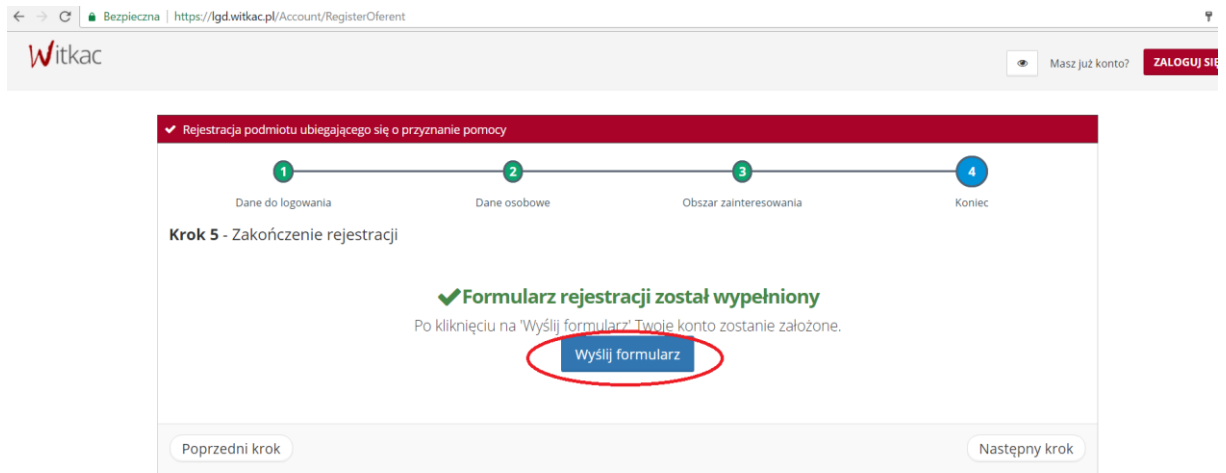 Bezpieczna | https://lgd.witkac.pl/Account/RegisterOferent
Witkac
Masz już konto? ZALOGUJ SIĘ
Rejestracja podmiotu ubiegającego się o przyznanie pomocy
1 2 3 4
Dane do logowania Dane osobowe Obszar zainteresowania Koniec
Krok 5 - Zakończenie rejestracji
Formularz rejestracji został wypełniony
Po kliknięciu na 'Wyślij formularz' Twoje konto zostanie założone.
Wyślij formularz
Poprzedni krok Następny krok